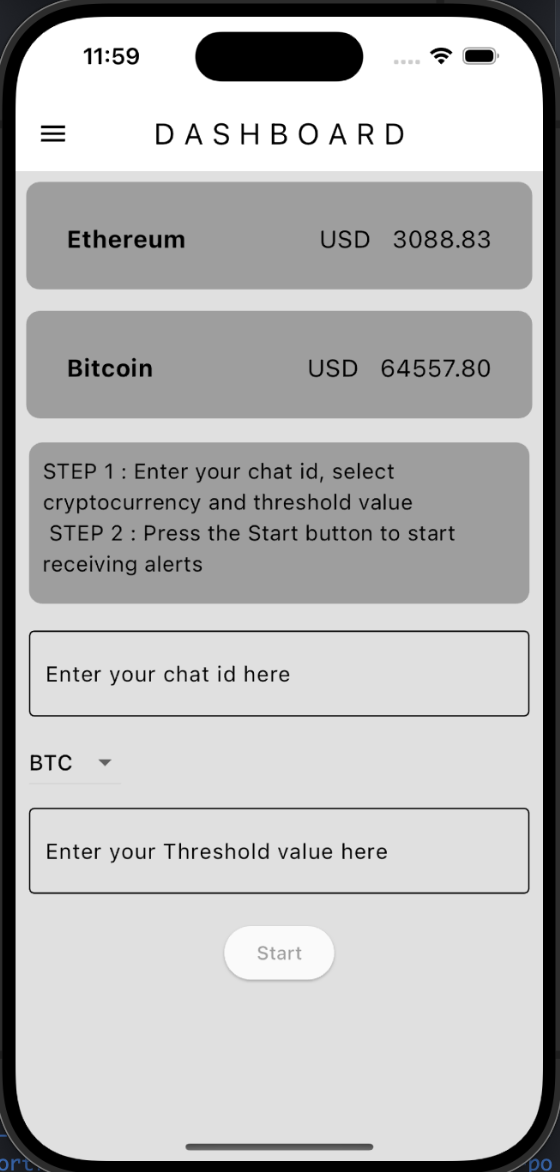 11:59
DASHBOARD
Ethereum USD 3088.83
Bitcoin USD 64557.80
STEP 1 : Enter your chat id, select
cryptocurrency and threshold value
STEP 2 : Press the Start button to start
receiving alerts
Enter your chat id here
BTC
Enter your Threshold value here
Start